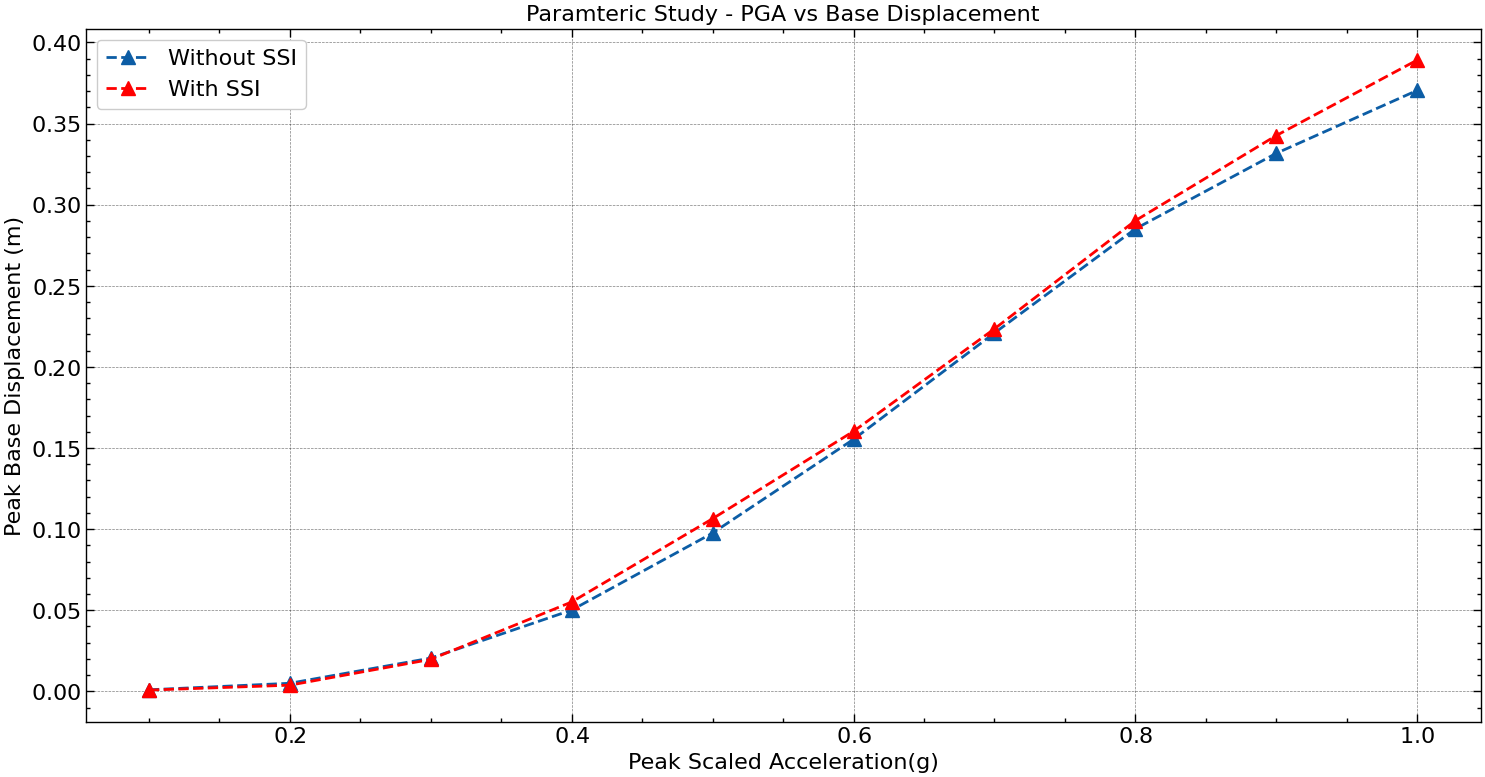 Paramteric Study - PGA vs Base Displacement
Without SSI
With SSI
Peak Base Displacement (m)
0.40
0.35
0.30
0.25
0.20
0.15
0.10
0.05
0.00
0.2
0.4
0.6
0.8
1.0
Peak Scaled Acceleration(g)